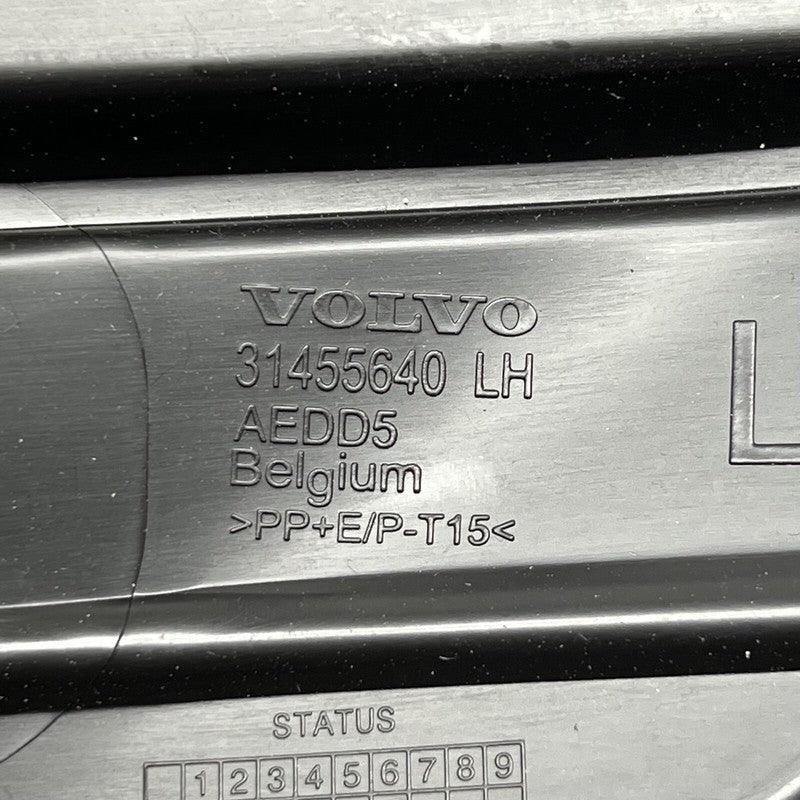 VOLVO
31455640 LH
AEDD5
Belgium
>PP+E/P-T15<
L
STATUS
1 2 3 4 5 6 7 8 9